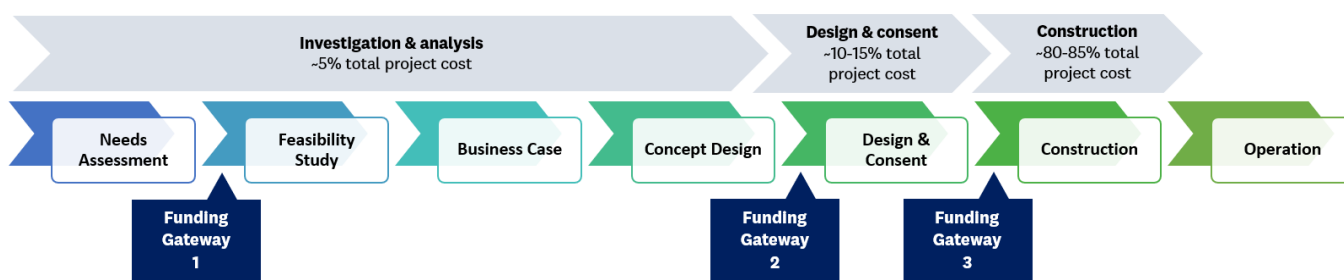 Investigation & analysis
~5% total project cost
Design & consent
~10-15% total
project cost
Construction
~80-85% total
project cost
Needs
Assessment
Feasibility
Study
Business Case
Concept Design
Design &
Consent
Construction
Operation
Funding
Gateway
1
Funding
Gateway
2
Funding
Gateway
3